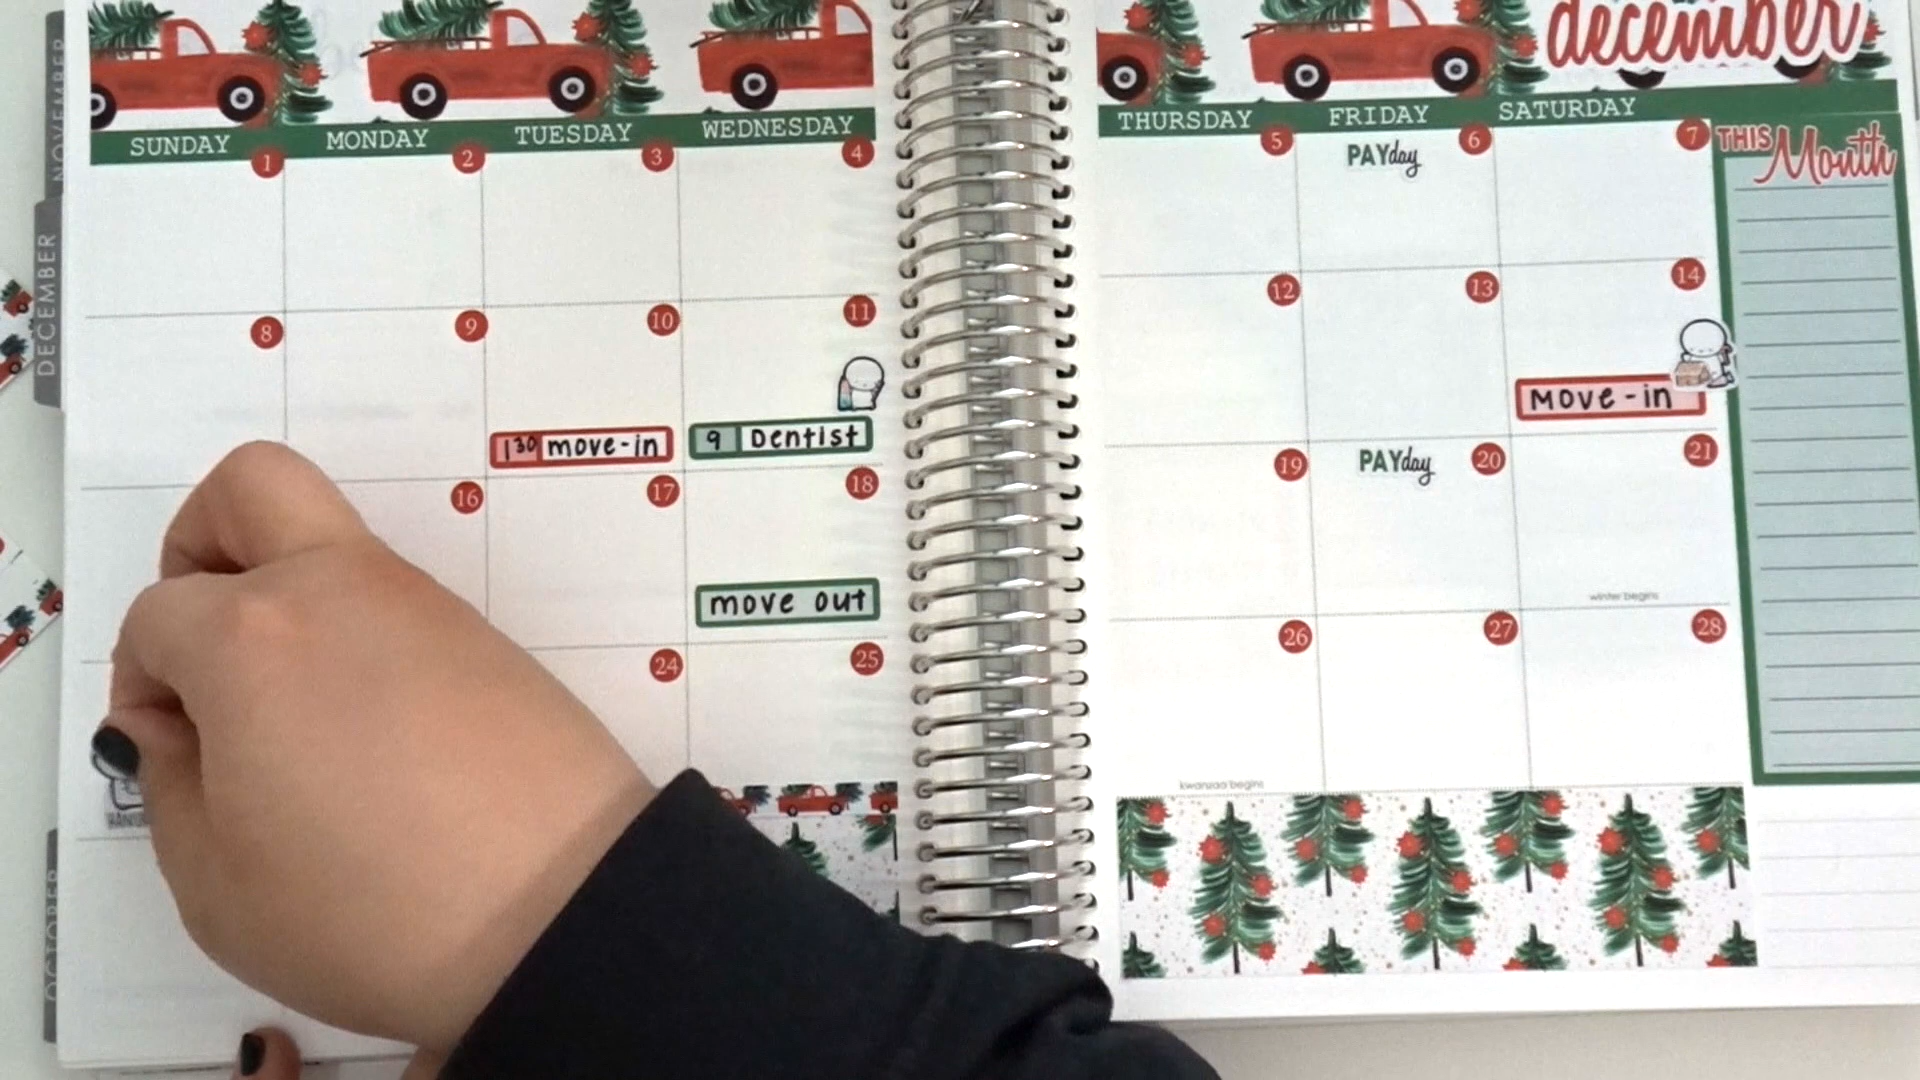 december
NOVEMBER
SUNDAY MONDAY TUESDAY WEDNESDAY THURSDAY FRIDAY SATURDAY
THIS Month
1 2 3 4 5 PAYday 6 7
DECEMBER
8 9 10 11 12 13 14
move-in
130 move-in 9 Dentist
16 17 18 19 PAYday 20 21
move out winter begins
24 25 26 27 28
kwanzaa begins
OCTOBER